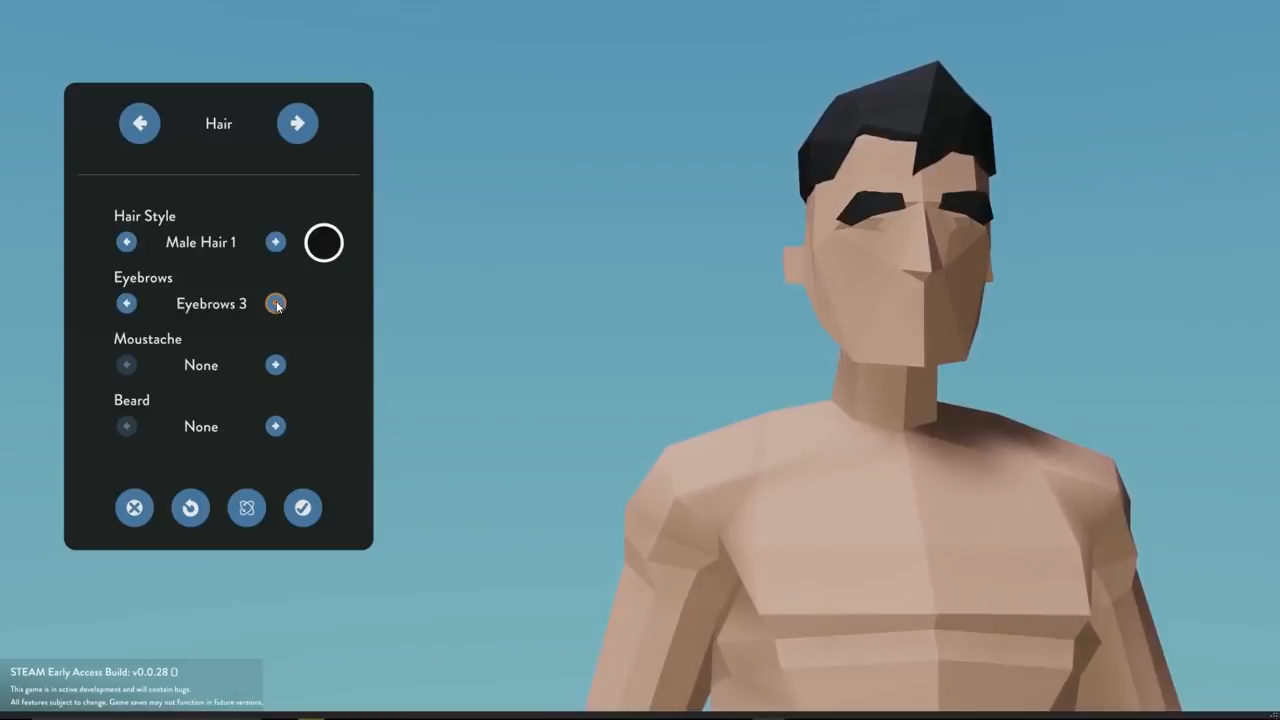 Hair
Hair Style
Male Hair 1
Eyebrows
Eyebrows 3
Moustache
None
Beard
None
STEAM Early Access Build: v0.0.28 ()
This game is in active development and will contain bugs.
All features subject to change. Game saves may not function in future versions.